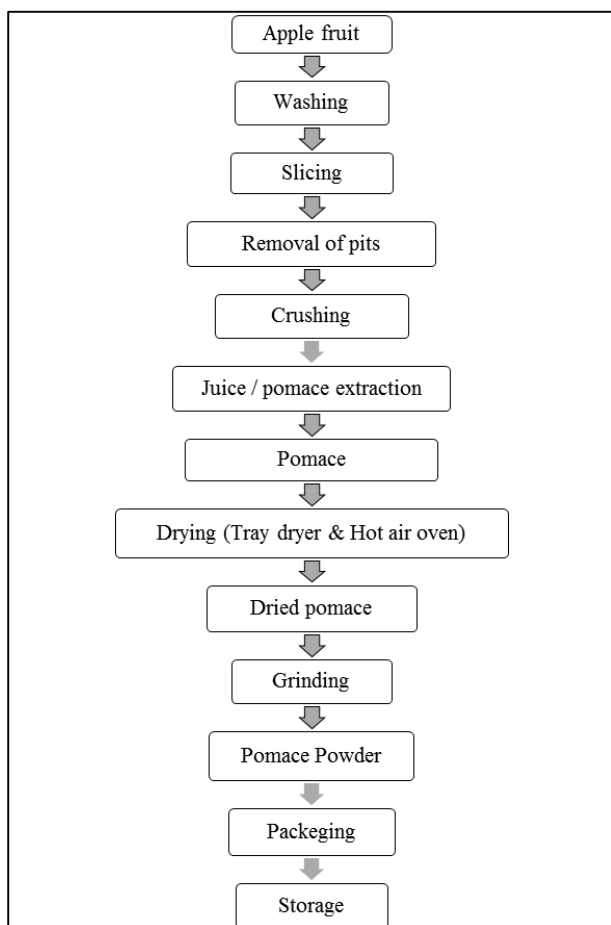 Apple fruit
Washing
Slicing
Removal of pits
Crushing
Juice / pomace extraction
Pomace
Drying (Tray dryer & Hot air oven)
Dried pomace
Grinding
Pomace Powder
Packeging
Storage